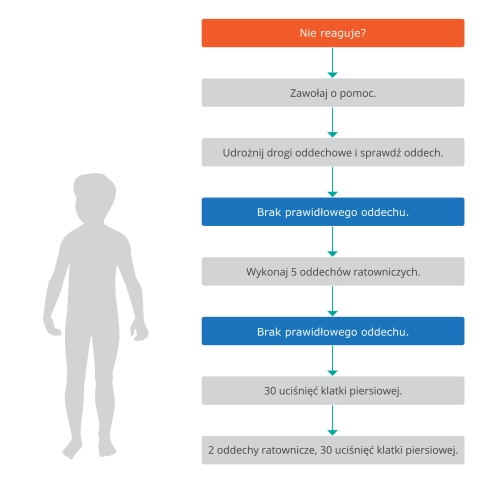 Nie reaguje?
Zawołaj o pomoc.
Udrożnij drogi oddechowe i sprawdź oddech.
Brak prawidłowego oddechu.
Wykonaj 5 oddechów ratowniczych.
Brak prawidłowego oddechu.
30 uciśnięć klatki piersiowej.
2 oddechy ratownicze, 30 uciśnięć klatki piersiowej.